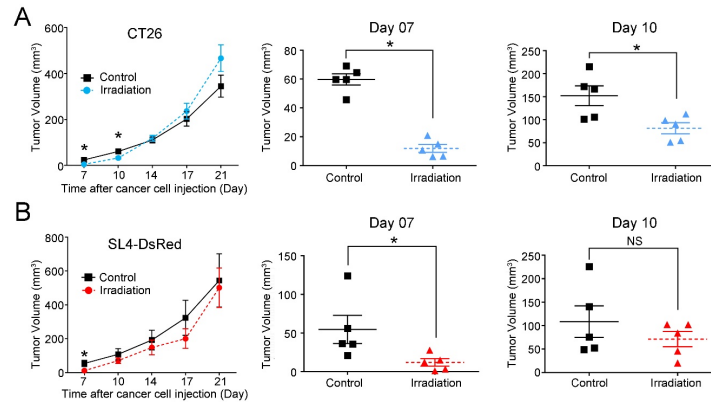 A
CT26
Tumor Volume (mm³)
600
400
200
0
Control
Irradiation
*
*
7 10 14 17 21
Time after cancer cell injection (Day)
Day 07
Tumor Volume (mm³)
80
60
40
20
0
*
Control Irradiation
Day 10
Tumor Volume (mm³)
250
200
150
100
50
0
*
Control Irradiation
B
SL4-DsRed
Tumor Volume (mm³)
800
600
400
200
0
Control
Irradiation
*
7 10 14 17 21
Time after cancer cell injection (Day)
Day 07
Tumor Volume (mm³)
150
100
50
0
*
Control Irradiation
Day 10
Tumor Volume (mm³)
250
200
150
100
50
0
NS
Control Irradiation